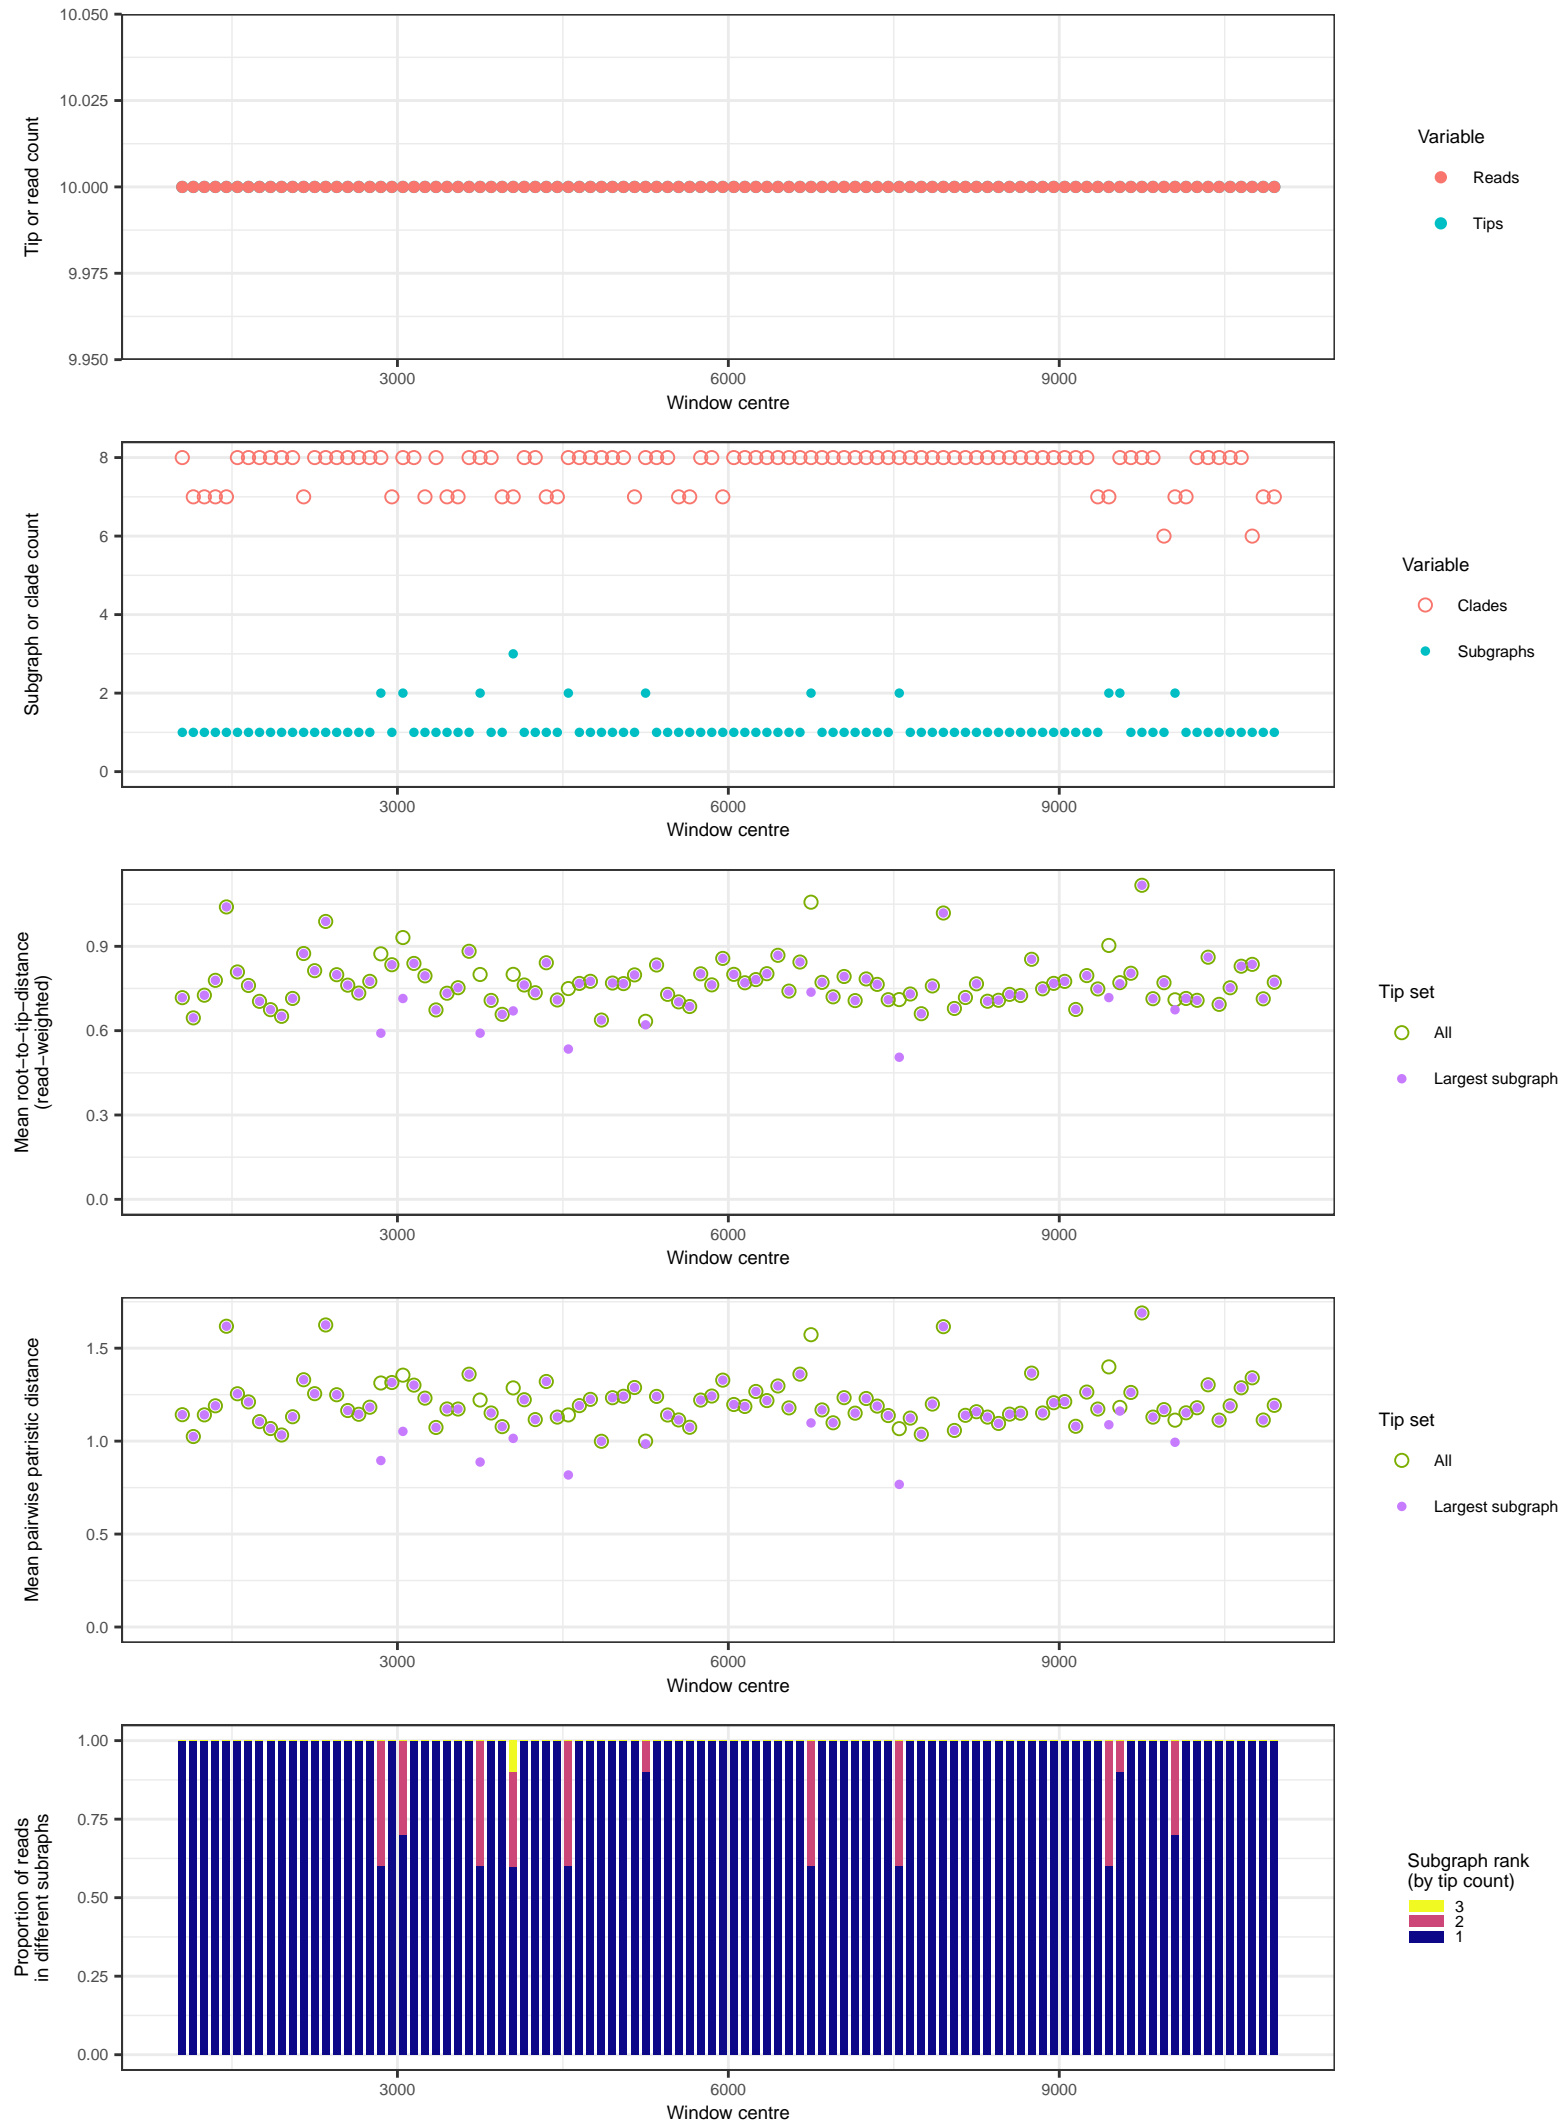 10.050
10.025
10.000
9.975
9.950
Tip or read count
3000
6000
9000
Window centre
Variable
Reads
Tips
8
6
4
2
0
Subgraph or clade count
3000
6000
9000
Window centre
Variable
Clades
Subgraphs
0.9
0.6
0.3
0.0
Mean root−to−tip−distance
(read−weighted)
3000
6000
9000
Window centre
Tip set
All
Largest subgraph
1.5
1.0
0.5
0.0
Mean pairwise patristic distance
3000
6000
9000
Window centre
Tip set
All
Largest subgraph
1.00
0.75
0.50
0.25
0.00
Proportion of reads
in different subraphs
3000
6000
9000
Window centre
Subgraph rank
(by tip count)
3
2
1